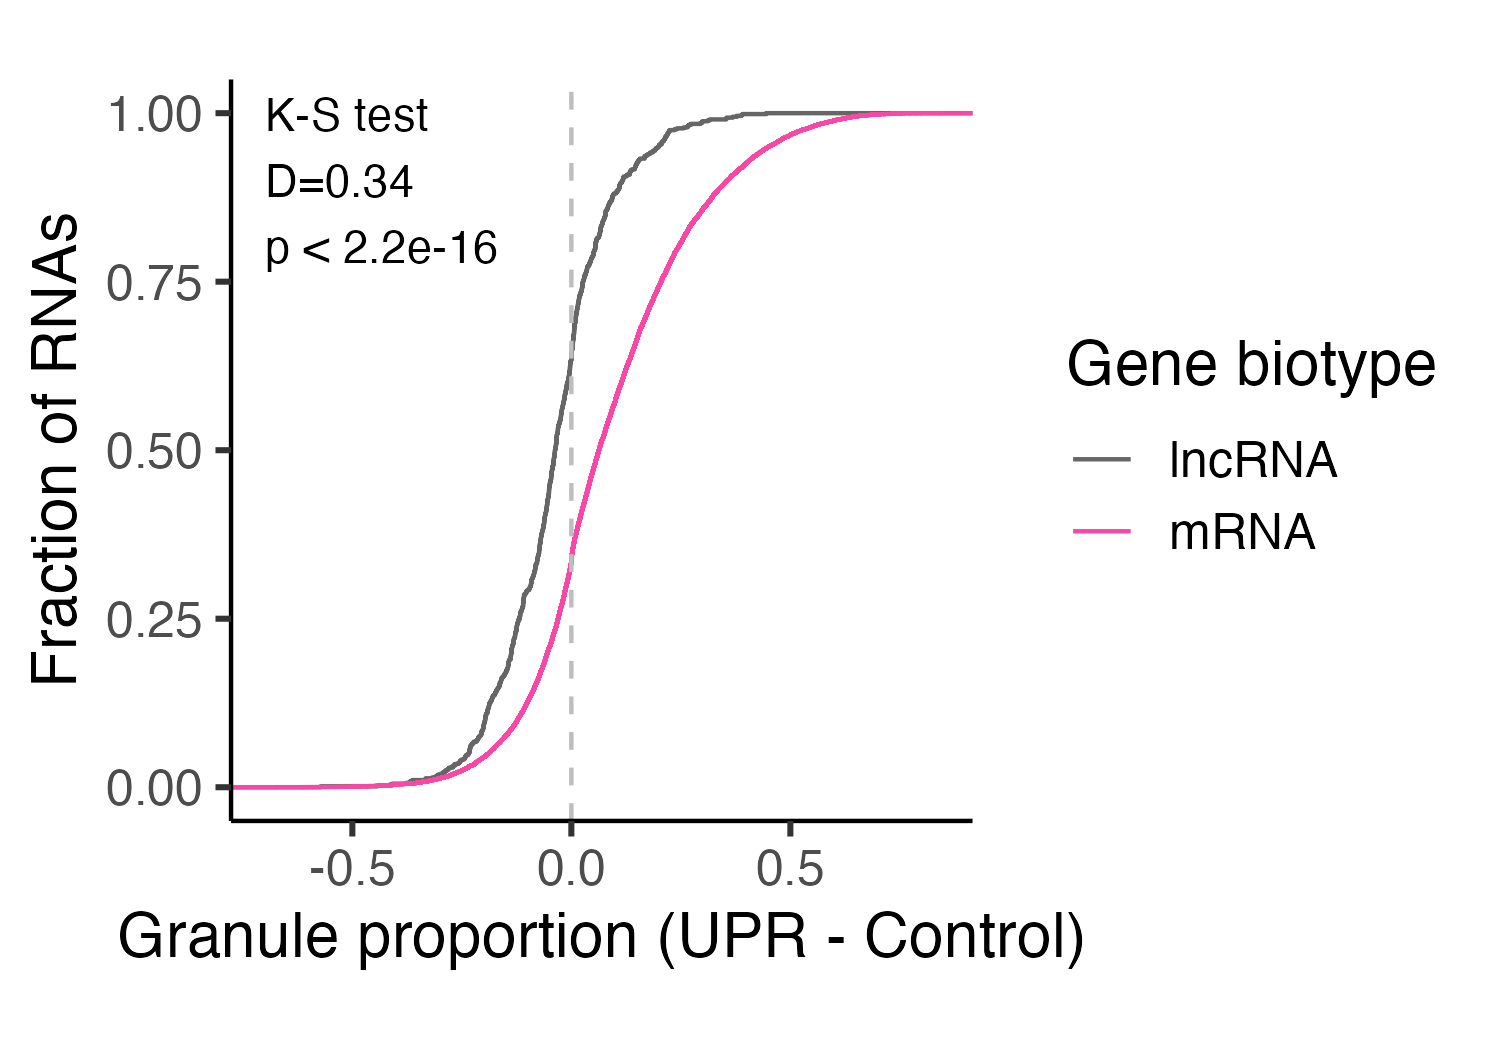 K-S test
D=0.34
p < 2.2e-16
1.00
0.75
0.50
0.25
0.00
Fraction of RNAs
-0.5
0.0
0.5
Granule proportion (UPR - Control)
Gene biotype
lncRNA
mRNA